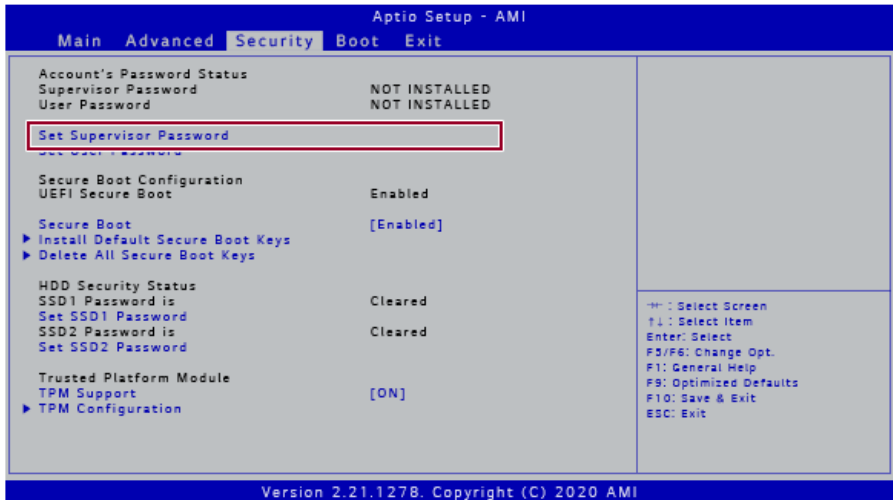 Aptio Setup - AMI
Main Advanced Security Boot Exit
Account's Password Status
Supervisor Password NOT INSTALLED
User Password NOT INSTALLED
Set Supervisor Password
Set User Password
Secure Boot Configuration
UEFI Secure Boot Enabled
Secure Boot [Enabled]
Install Default Secure Boot Keys
Delete All Secure Boot Keys
HDD Security Status
SSD1 Password is Cleared
Set SSD1 Password
SSD2 Password is Cleared
Set SSD2 Password
Trusted Platform Module
TPM Support [ON]
TPM Configuration
→← : Select Screen
↑↓ : Select Item
Enter: Select
F5/F6: Change Opt.
F1: General Help
F9: Optimized Defaults
F10: Save & Exit
ESC: Exit
Version 2.21.1278. Copyright (C) 2020 AMI